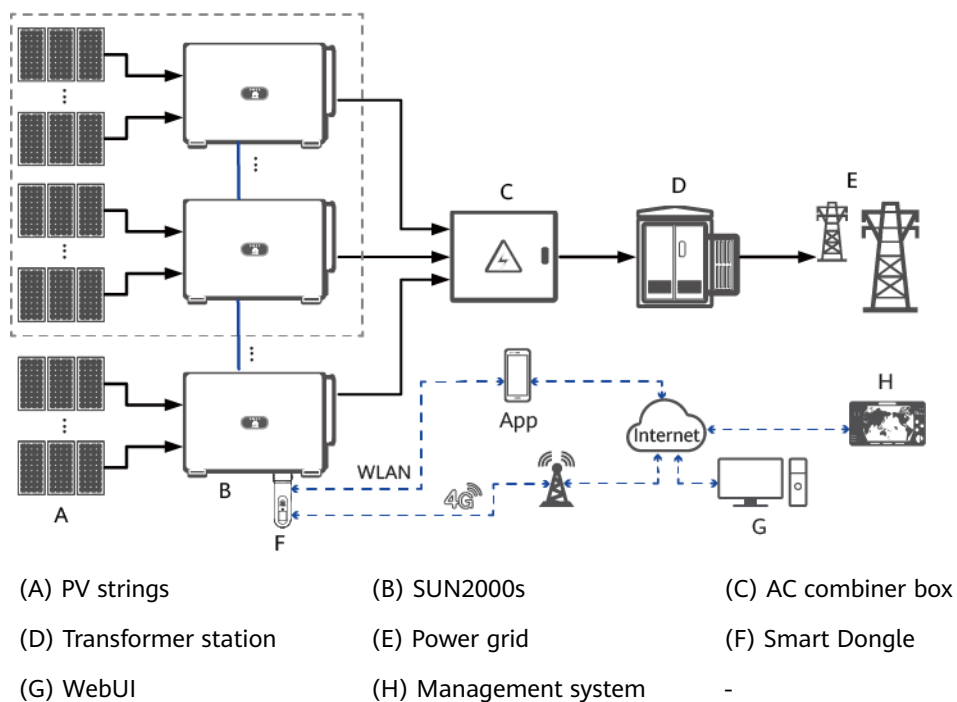 C
D
E
App
Internet
H
WLAN
4G
B
A
F
G
(A) PV strings (B) SUN2000s (C) AC combiner box
(D) Transformer station (E) Power grid (F) Smart Dongle
(G) WebUI (H) Management system -